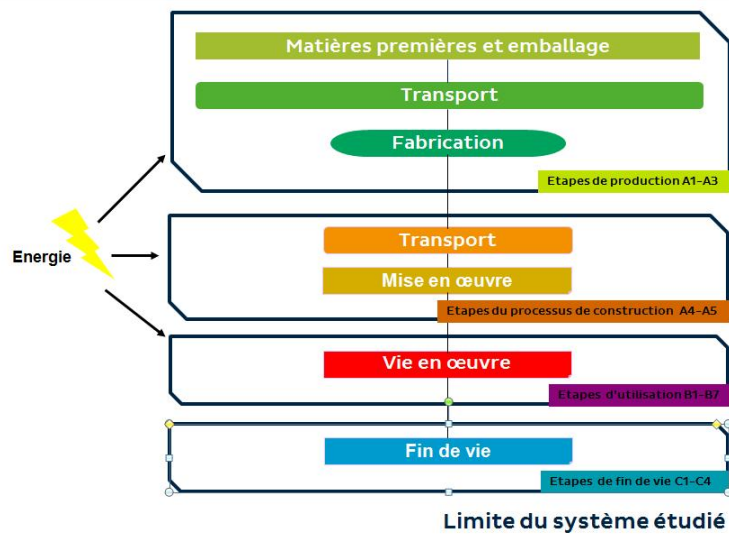 Matières premières et emballage
Transport
Fabrication
Etapes de production A1-A3
Energie
Transport
Mise en œuvre
Etapes du processus de construction A4-A5
Vie en œuvre
Etapes d'utilisation B1-B7
Fin de vie
Etapes de fin de vie C1-C4
Limite du système étudié